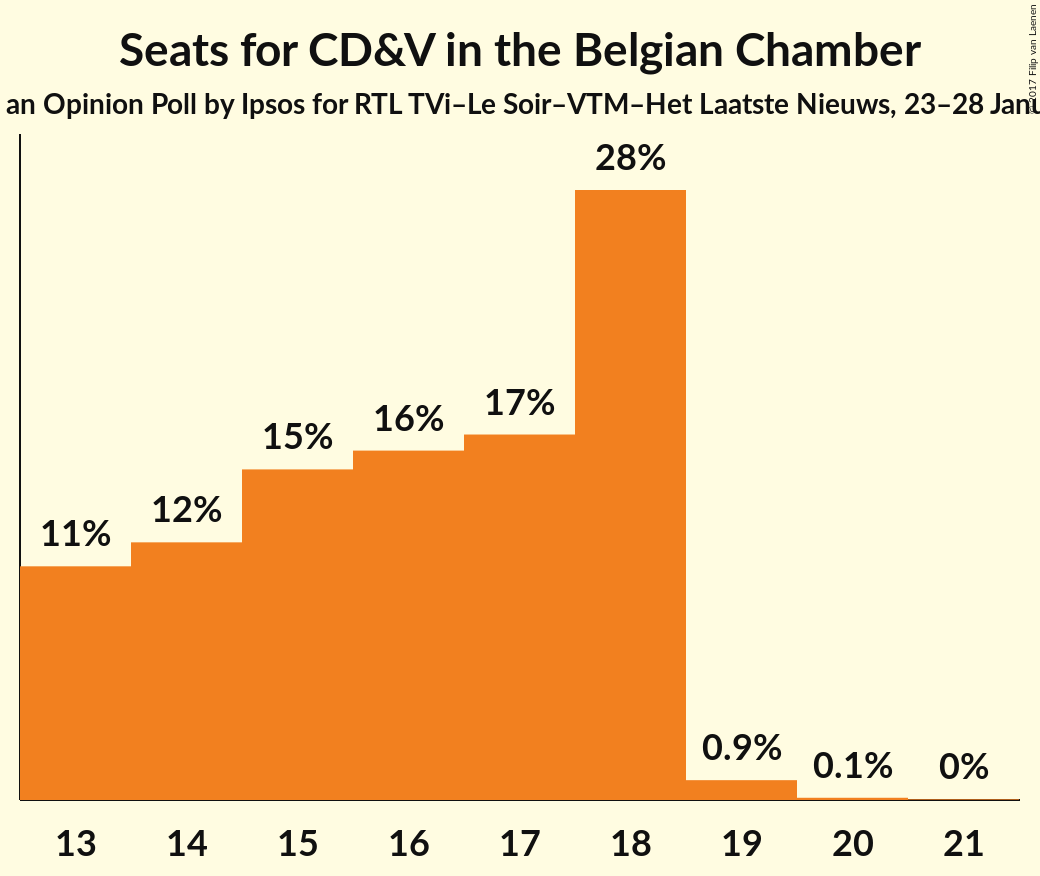 Seats for CD&V in the Belgian Chamber
an Opinion Poll by Ipsos for RTL TVi–Le Soir–VTM–Het Laatste Nieuws, 23–28 Janu
© 2017 Filip van Laenen
28%
17%
16%
15%
12%
11%
0.9%
0.1%
0%
13 14 15 16 17 18 19 20 21